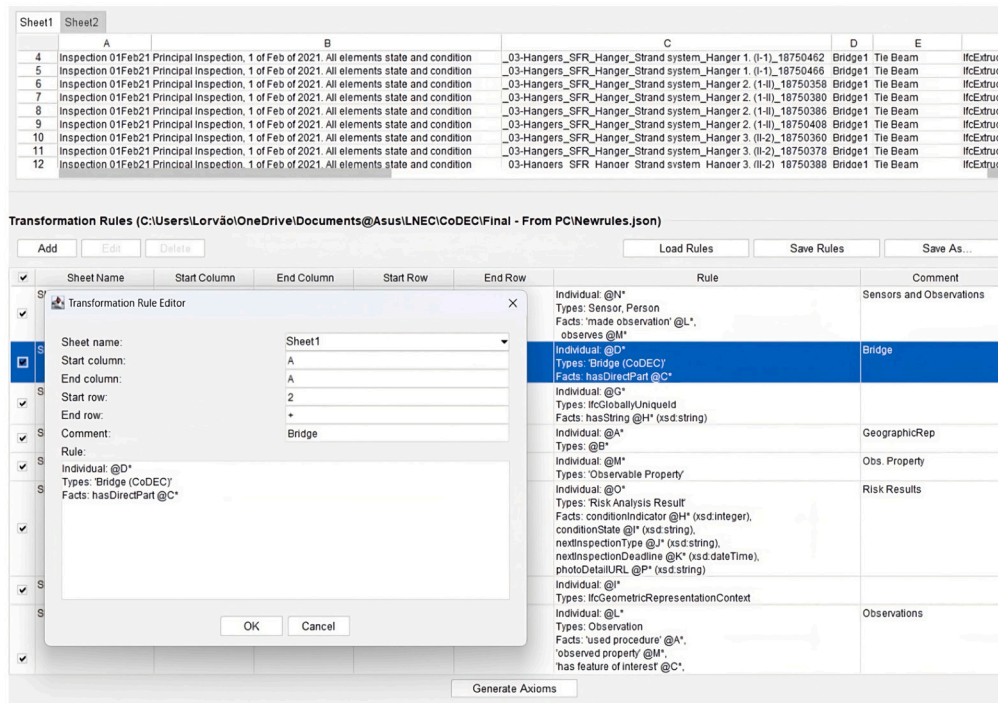 Sheet1 Sheet2
A B C D E
4 Inspection 01Feb21 Principal Inspection, 1 of Feb of 2021. All elements state and condition _03-Hangers_SFR_Hanger_Strand system_Hanger 1. (I-1)_18750462 Bridge1 Tie Beam IfcExtruc
5 Inspection 01Feb21 Principal Inspection, 1 of Feb of 2021. All elements state and condition _03-Hangers_SFR_Hanger_Strand system_Hanger 1. (I-1)_18750466 Bridge1 Tie Beam IfcExtruc
6 Inspection 01Feb21 Principal Inspection, 1 of Feb of 2021. All elements state and condition _03-Hangers_SFR_Hanger_Strand system_Hanger 2. (1-II)_18750358 Bridge1 Tie Beam IfcExtruc
7 Inspection 01Feb21 Principal Inspection, 1 of Feb of 2021. All elements state and condition _03-Hangers_SFR_Hanger_Strand system_Hanger 2. (1-II)_18750380 Bridge1 Tie Beam IfcExtruc
8 Inspection 01Feb21 Principal Inspection, 1 of Feb of 2021. All elements state and condition _03-Hangers_SFR_Hanger_Strand system_Hanger 2. (1-II)_18750386 Bridge1 Tie Beam IfcExtruc
9 Inspection 01Feb21 Principal Inspection, 1 of Feb of 2021. All elements state and condition _03-Hangers_SFR_Hanger_Strand system_Hanger 2. (1-II)_18750408 Bridge1 Tie Beam IfcExtruc
10 Inspection 01Feb21 Principal Inspection, 1 of Feb of 2021. All elements state and condition _03-Hangers_SFR_Hanger_Strand system_Hanger 3. (II-2)_18750360 Bridge1 Tie Beam IfcExtruc
11 Inspection 01Feb21 Principal Inspection, 1 of Feb of 2021. All elements state and condition _03-Hangers_SFR_Hanger_Strand system_Hanger 3. (II-2)_18750378 Bridge1 Tie Beam IfcExtruc
12 Inspection 01Feb21 Principal Inspection, 1 of Feb of 2021. All elements state and condition _03-Hangers_SFR_Hanger_Strand system_Hanger 3. (II-2)_18750388 Bridge1 Tie Beam IfcExtruc
Transformation Rules (C:\Users\Lorvão\OneDrive\Documents@Asus\LNEC\CoDEC\Final - From PC\Newrules.json)
Add Edit Delete Load Rules Save Rules Save As...
Sheet Name Start Column End Column Start Row End Row Rule Comment
Individual: @N* Sensors and Observations
Types: Sensor, Person
Facts: 'made observation' @L*,
observes @M*
Individual: @D* Bridge
Types: 'Bridge (CoDEC)'
Facts: hasDirectPart @C*
Individual: @G*
Types: IfcGloballyUniqueId
Facts: hasString @H* (xsd:string)
Individual: @A* GeographicRep
Types: @B*
Individual: @M* Obs. Property
Types: 'Observable Property'
Individual: @O* Risk Results
Types: 'Risk Analysis Result'
Facts: conditionIndicator @H* (xsd:integer),
conditionState @I* (xsd:string),
nextInspectionType @J* (xsd:string),
nextInspectionDeadline @K* (xsd:dateTime),
photoDetailURL @P* (xsd:string)
Individual: @I*
Types: IfcGeometricRepresentationContext
Individual: @L* Observations
Types: Observation
Facts: 'used procedure' @A*,
'observed property' @M*,
'has feature of interest' @C*,
Transformation Rule Editor
Sheet name: Sheet1
Start column: A
End column: A
Start row: 2
End row: +
Comment: Bridge
Rule:
Individual: @D*
Types: 'Bridge (CoDEC)'
Facts: hasDirectPart @C*
OK Cancel
Generate Axioms